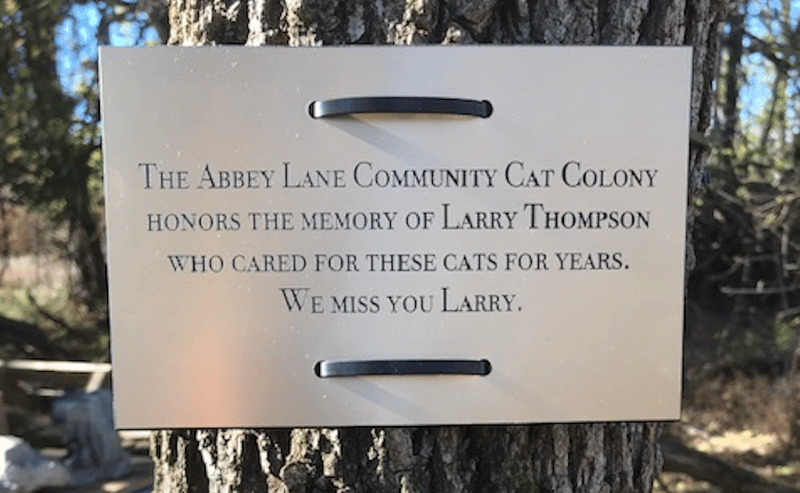 The Abbey Lane Community Cat Colony
honors the memory of Larry Thompson
who cared for these cats for years.
We miss you Larry.